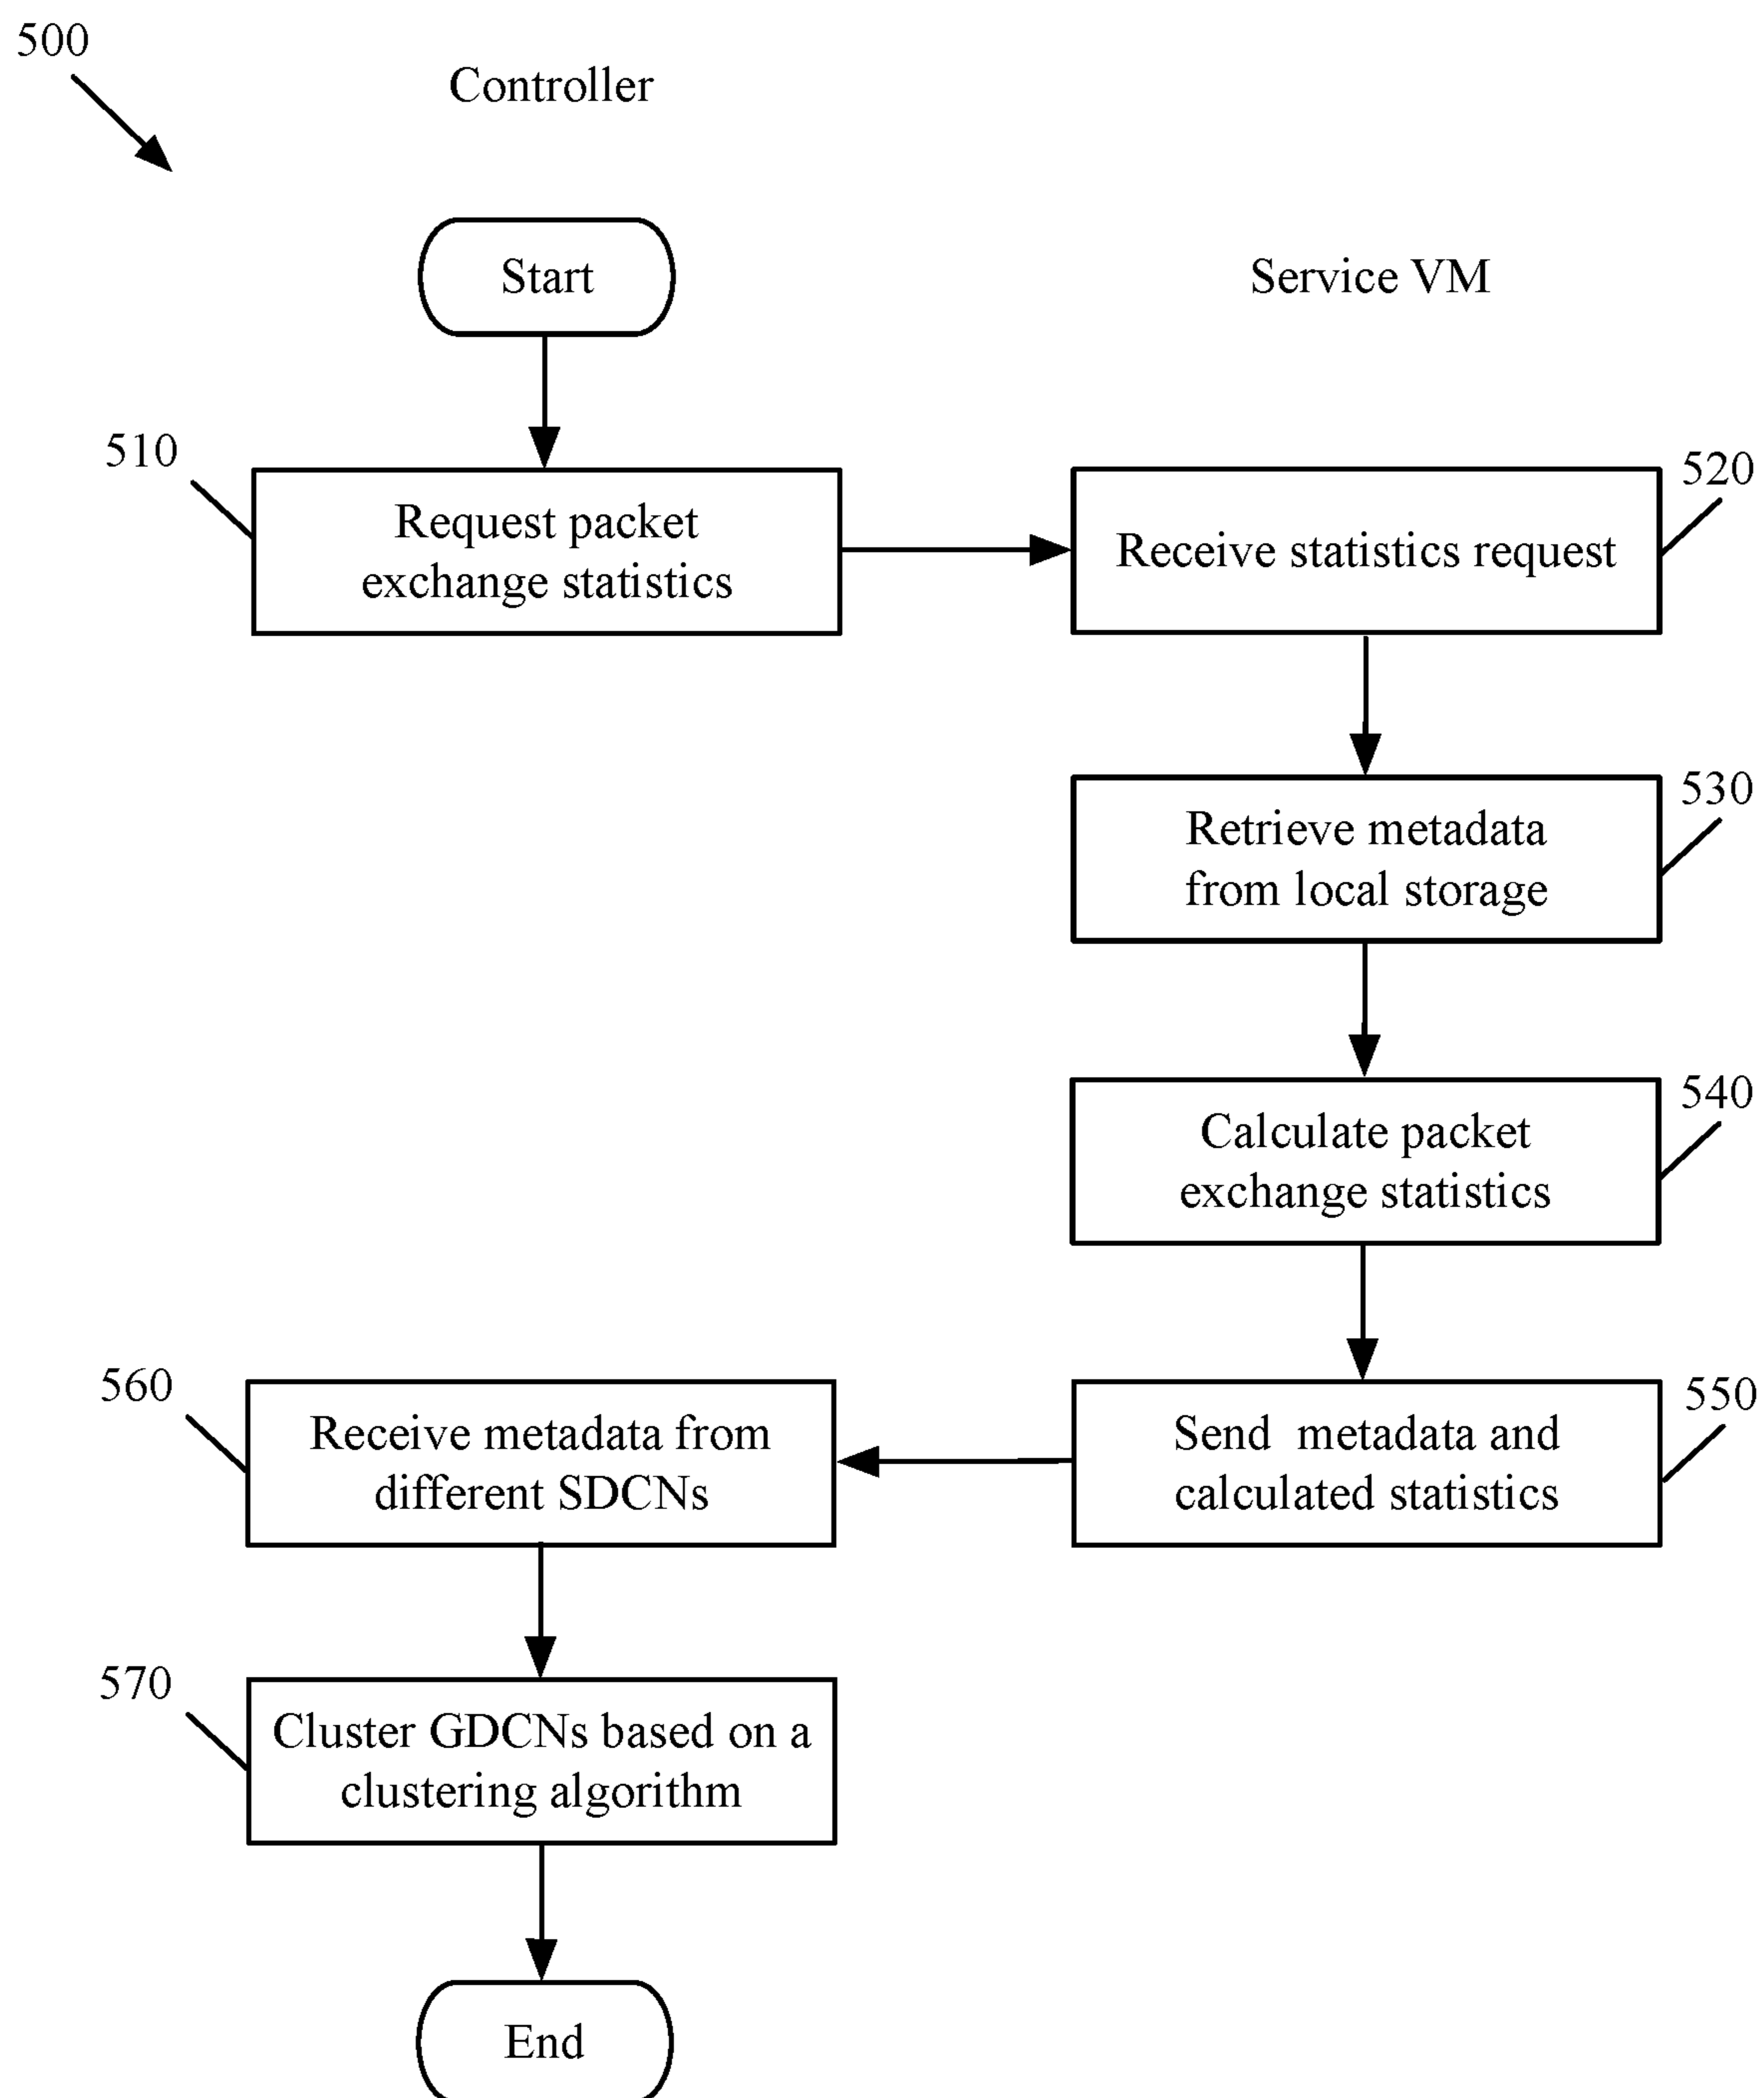 500
Controller
Start
Service VM
510
Request packet
exchange statistics
520
Receive statistics request
530
Retrieve metadata
from local storage
540
Calculate packet
exchange statistics
550
Send metadata and
calculated statistics
560
Receive metadata from
different SDCNs
570
Cluster GDCNs based on a
clustering algorithm
End